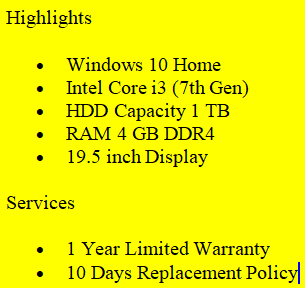 Highlights
• Windows 10 Home
• Intel Core i3 (7th Gen)
• HDD Capacity 1 TB
• RAM 4 GB DDR4
• 19.5 inch Display
Services
• 1 Year Limited Warranty
• 10 Days Replacement Policy